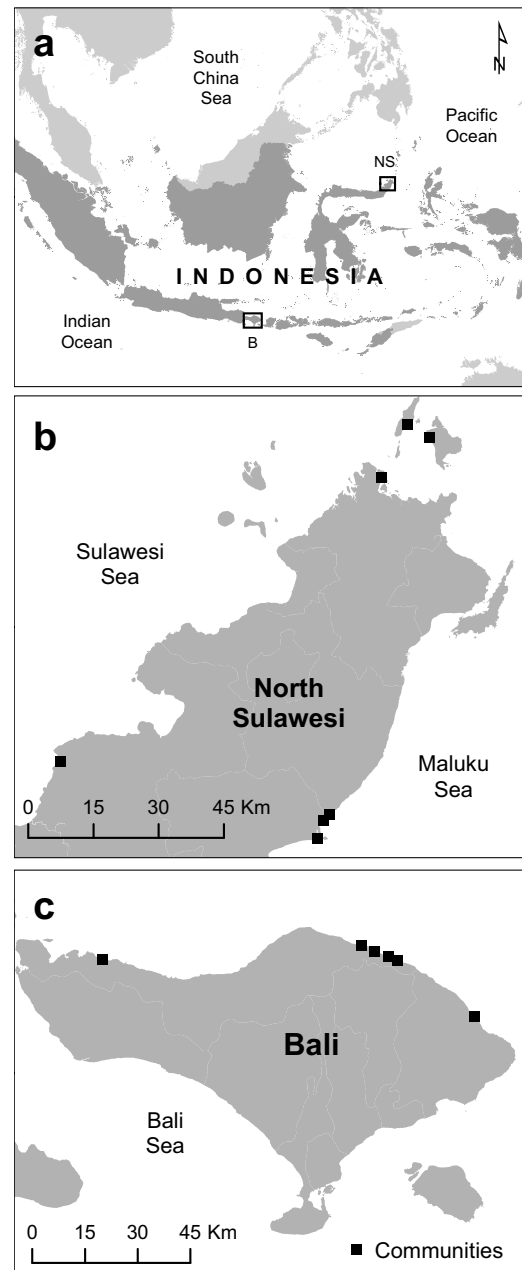 a
South
China
Sea
N
Pacific
Ocean
NS
INDONESIA
Indian
Ocean
B
b
Sulawesi
Sea
North
Sulawesi
Maluku
Sea
0 15 30 45 Km
c
Bali
Bali
Sea
0 15 30 45 Km
Communities